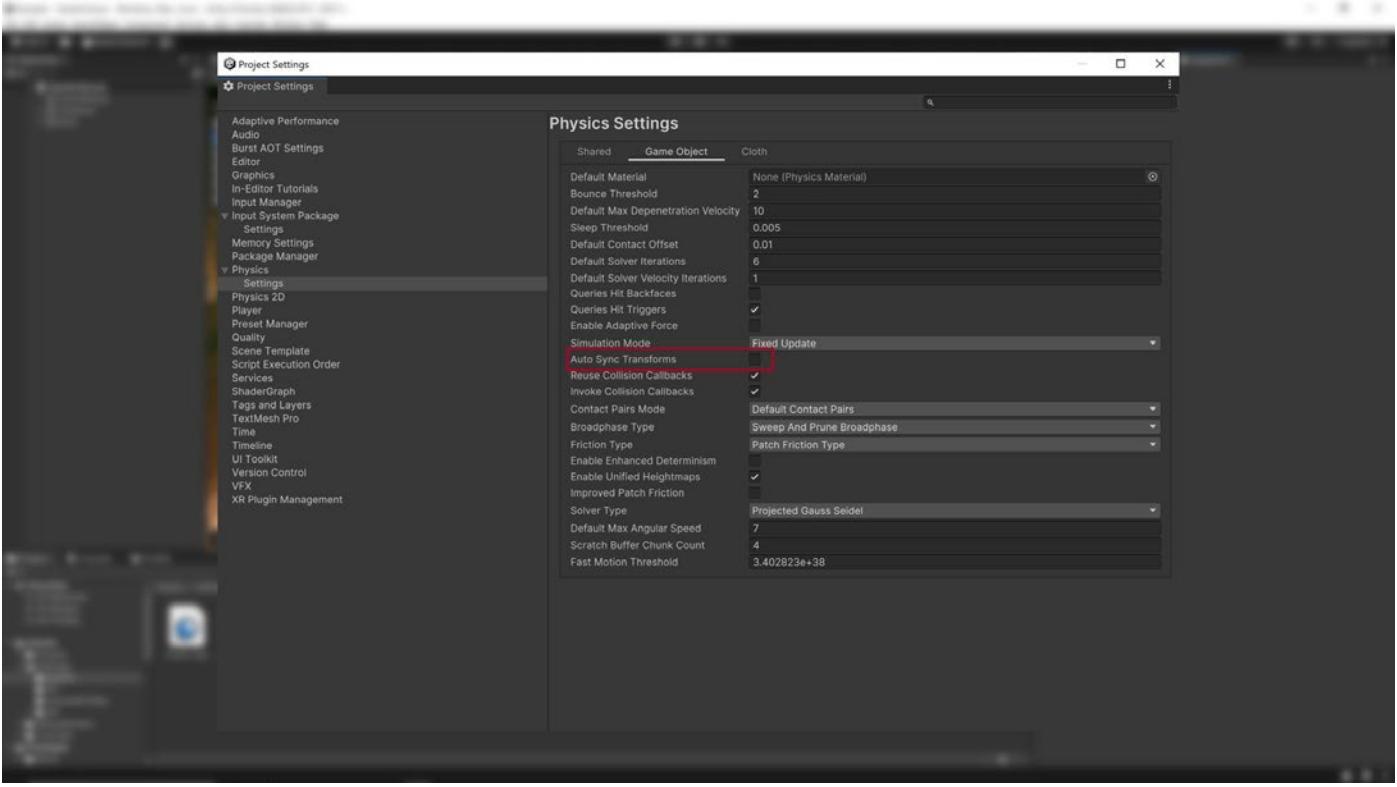 Project Settings
Project Settings
Adaptive Performance
Audio
Burst AOT Settings
Editor
Graphics
In-Editor Tutorials
Input Manager
Input System Package
Settings
Memory Settings
Package Manager
Physics
Settings
Physics 2D
Player
Preset Manager
Quality
Scene Template
Script Execution Order
Services
ShaderGraph
Tags and Layers
TextMesh Pro
Time
Timeline
UI Toolkit
Version Control
VFX
XR Plugin Management
Physics Settings
Shared Game Object Cloth
Default Material None (Physics Material)
Bounce Threshold 2
Default Max Depenetration Velocity 10
Sleep Threshold 0.005
Default Contact Offset 0.01
Default Solver Iterations 6
Default Solver Velocity Iterations 1
Queries Hit Backfaces
Queries Hit Triggers
Enable Adaptive Force
Simulation Mode Fixed Update
Auto Sync Transforms
Reuse Collision Callbacks
Invoke Collision Callbacks
Contact Pairs Mode Default Contact Pairs
Broadphase Type Sweep And Prune Broadphase
Friction Type Patch Friction Type
Enable Enhanced Determinism
Enable Unified Heightmaps
Improved Patch Friction
Solver Type Projected Gauss Seidel
Default Max Angular Speed 7
Scratch Buffer Chunk Count 4
Fast Motion Threshold 3.402823e+38